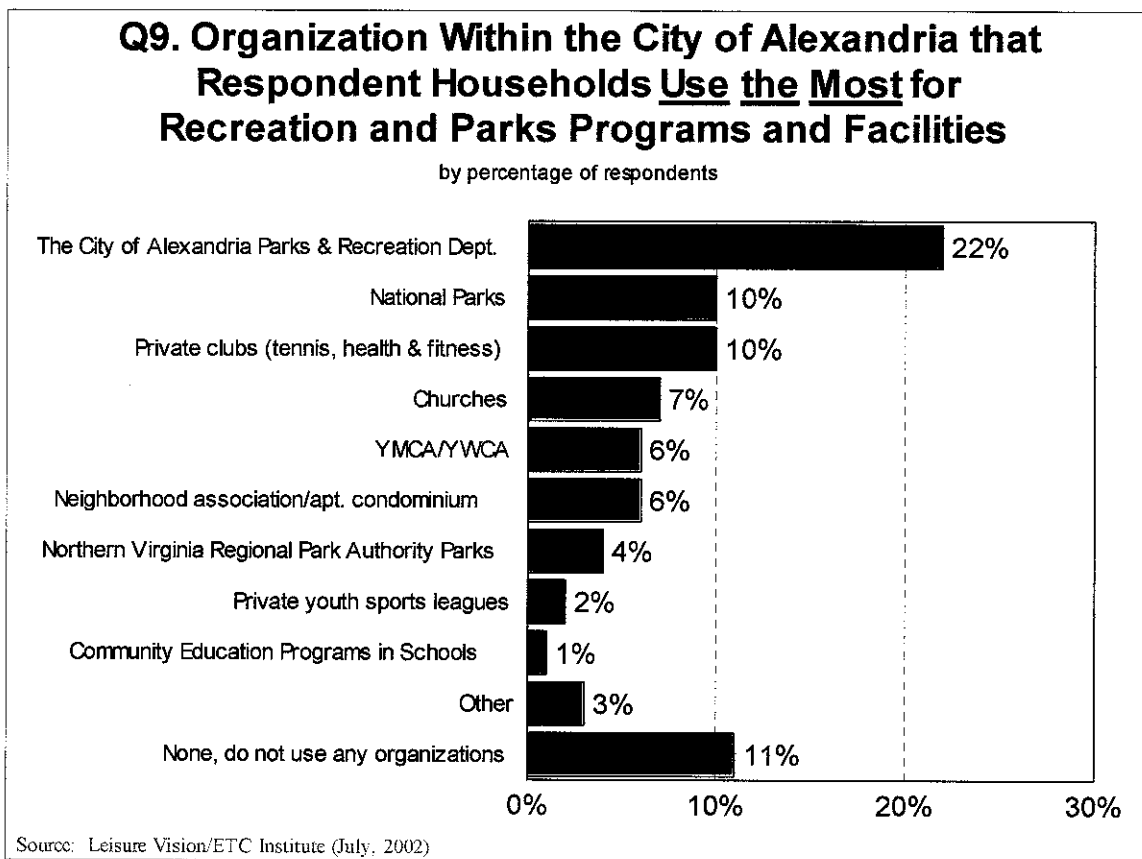 Q9. Organization Within the City of Alexandria that
Respondent Households Use the Most for
Recreation and Parks Programs and Facilities
by percentage of respondents
The City of Alexandria Parks & Recreation Dept. 22%
National Parks 10%
Private clubs (tennis, health & fitness) 10%
Churches 7%
YMCA/YWCA 6%
Neighborhood association/apt. condominium 6%
Northern Virginia Regional Park Authority Parks 4%
Private youth sports leagues 2%
Community Education Programs in Schools 1%
Other 3%
None, do not use any organizations 11%
0% 10% 20% 30%
Source: Leisure Vision/ETC Institute (July, 2002)